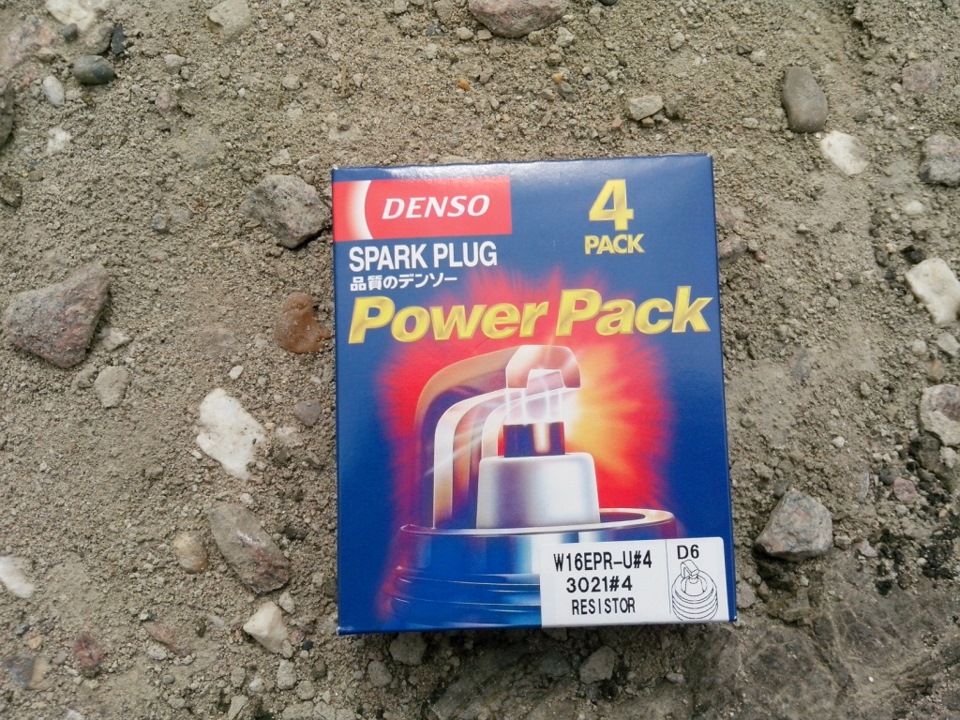 DENSO
4
PACK
SPARK PLUG
品質のデンソー
Power Pack
W16EPR-U#4
3021#4
RESISTOR
D6